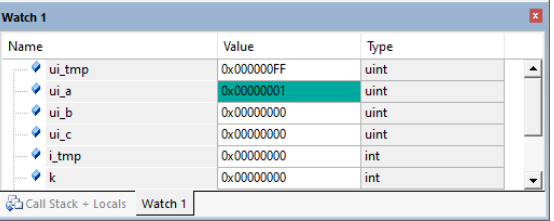 Watch 1
Name Value Type
ui_tmp 0x000000FF uint
ui_a 0x00000001 uint
ui_b 0x00000000 uint
ui_c 0x00000000 uint
i_tmp 0x00000000 int
k 0x00000000 int
Call Stack + Locals Watch 1